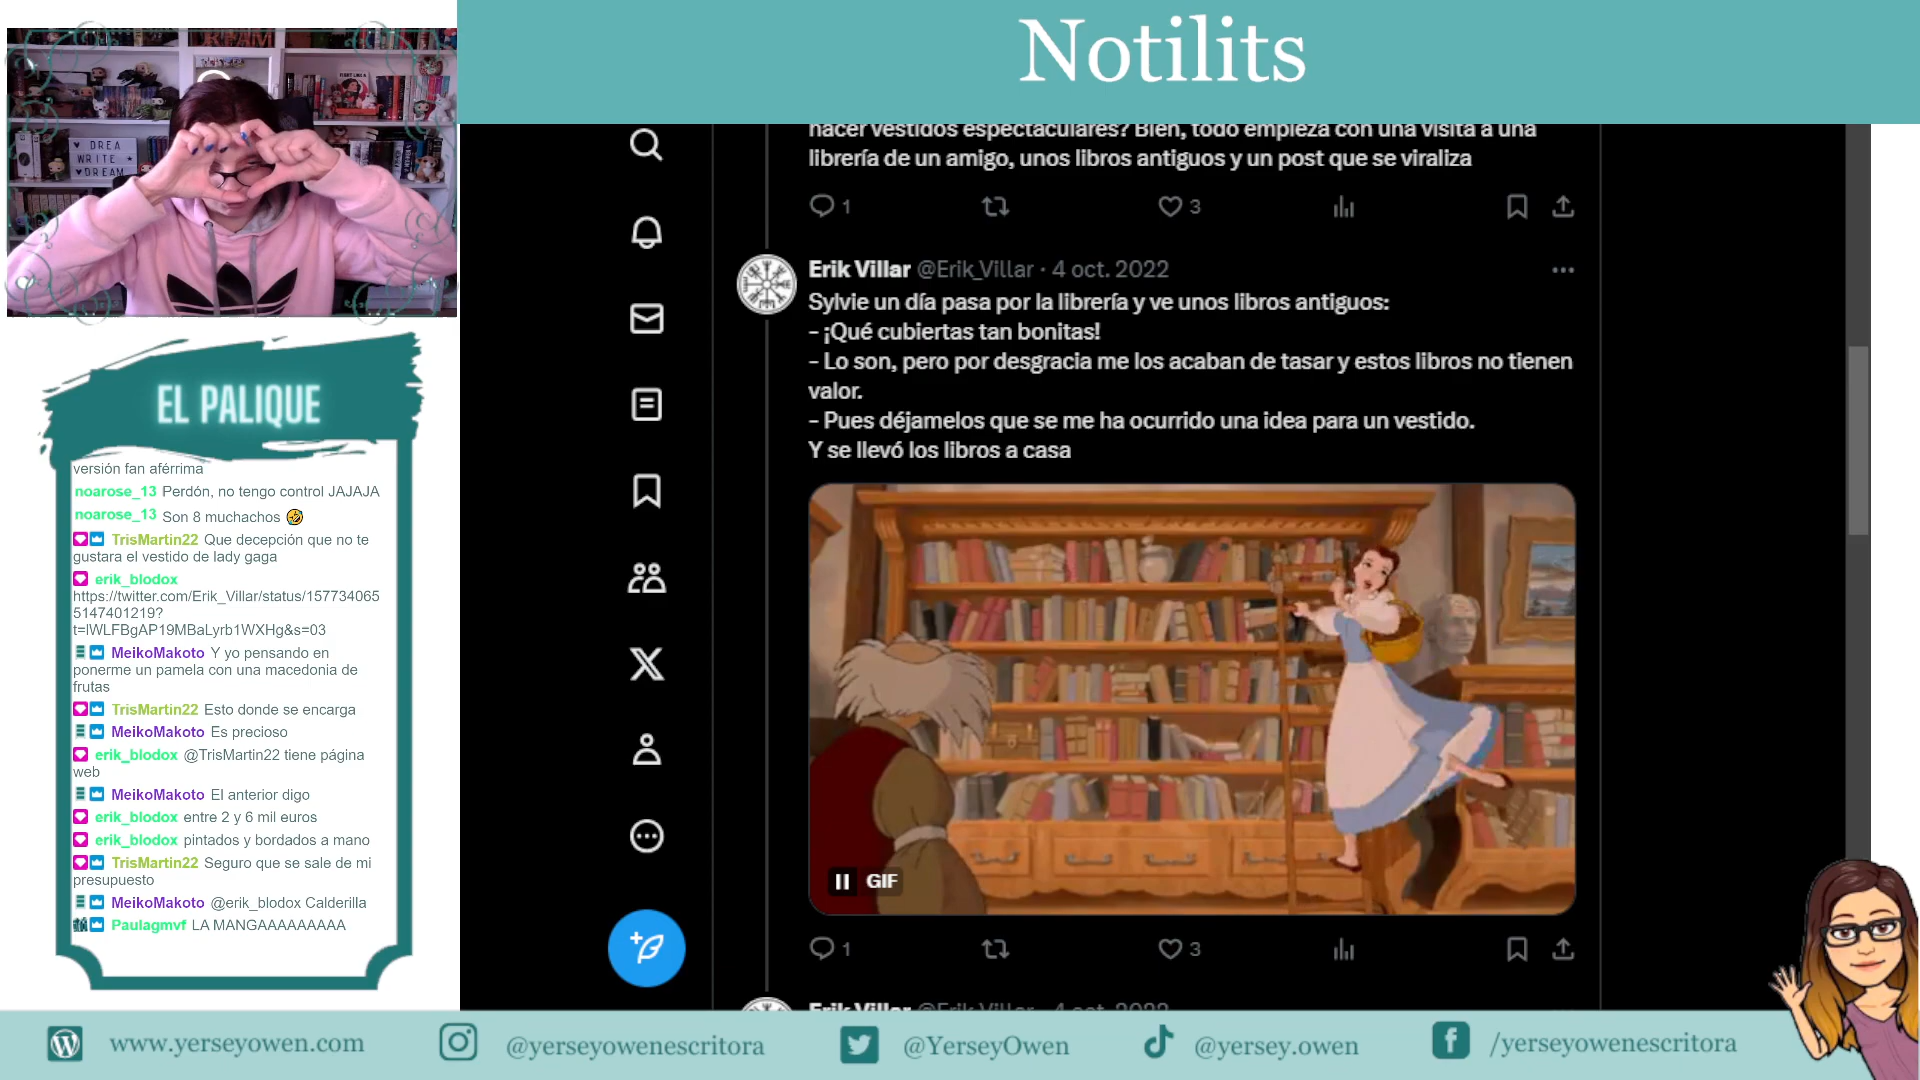 Notilits
DREA
WRITE
DREAM
EL PALIQUE
versión fan aférrima
noarose_13 Perdón, no tengo control JAJAJA
noarose_13 Son 8 muchachos 🤣
TrisMartin22 Que decepción que no te
gustara el vestido de lady gaga
erik_blodox
https://twitter.com/Erik_Villar/status/157734065
5147401219?
t=lWLFBgAP19MBaLyrb1WXHg&s=03
MeikoMakoto Y yo pensando en
ponerme un pamela con una macedonia de
frutas
TrisMartin22 Esto donde se encarga
MeikoMakoto Es precioso
erik_blodox @TrisMartin22 tiene página
web
MeikoMakoto El anterior digo
erik_blodox entre 2 y 6 mil euros
erik_blodox pintados y bordados a mano
TrisMartin22 Seguro que se sale de mi
presupuesto
MeikoMakoto @erik_blodox Calderilla
Paulagmvf LA MANGAAAAAAAAA
hacer vestidos espectaculares? Bien, todo empieza con una visita a una
librería de un amigo, unos libros antiguos y un post que se viraliza
1
3
Erik Villar @Erik_Villar · 4 oct. 2022
Sylvie un día pasa por la librería y ve unos libros antiguos:
- ¡Qué cubiertas tan bonitas!
- Lo son, pero por desgracia me los acaban de tasar y estos libros no tienen
valor.
- Pues déjamelos que se me ha ocurrido una idea para un vestido.
Y se llevó los libros a casa
GIF
1
3
Erik Villar @Erik_Villar · 4 oct. 2022
www.yerseyowen.com
@yerseyowenescritora
@YerseyOwen
@yersey.owen
/yerseyowenescritora